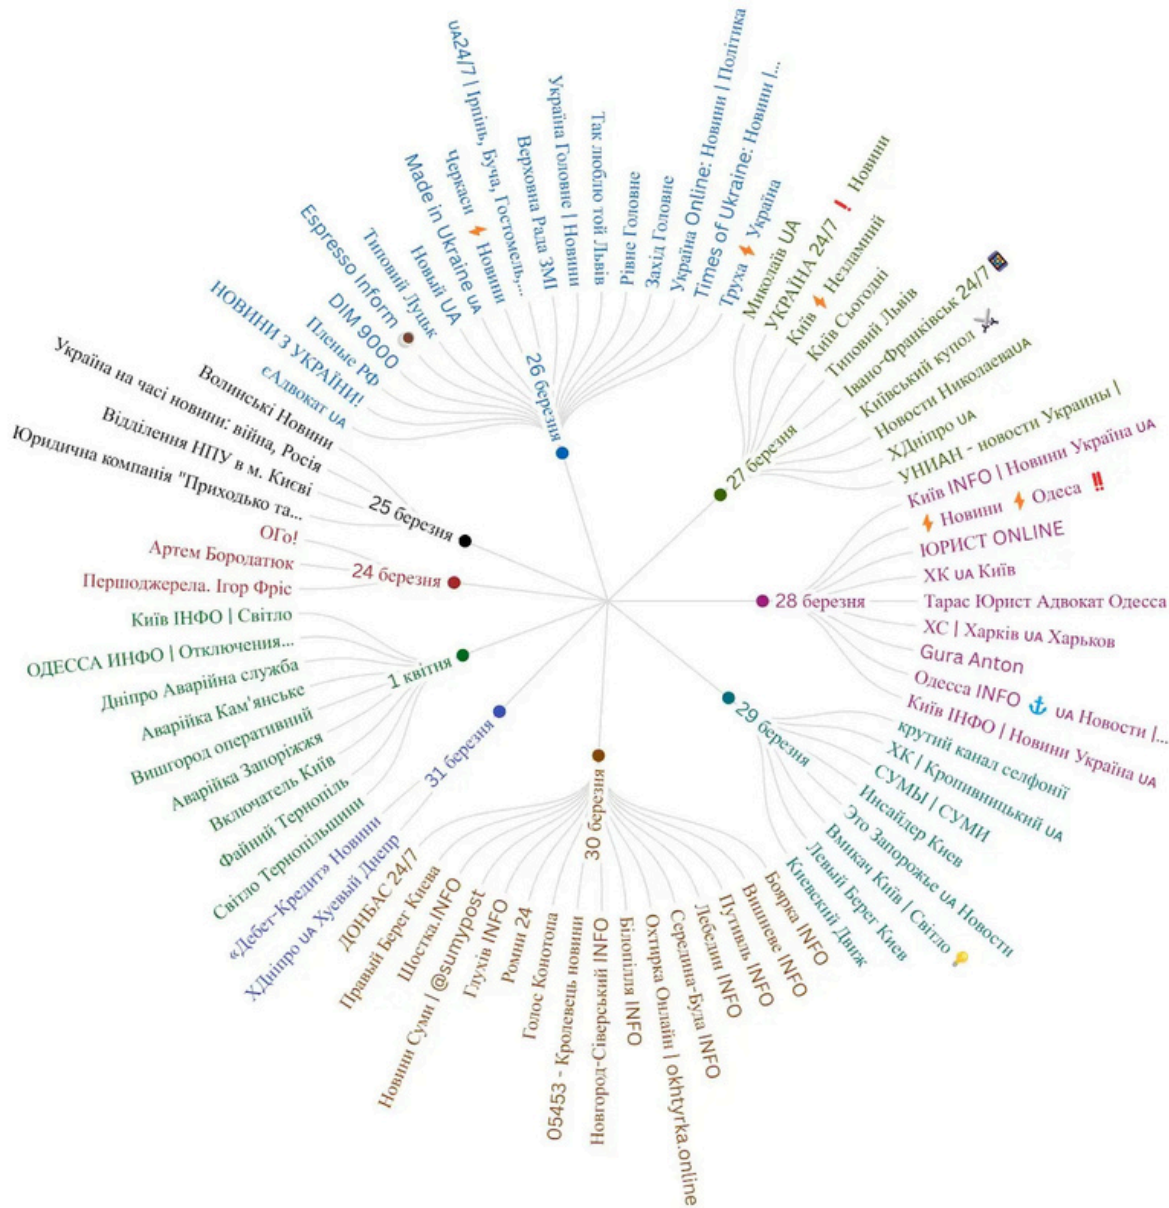 24 березня
ОГо!
Артем Бородатюк
Першоджерела. Ігор Фріс
25 березня
Волинські Новини
Україна на часі новини: війна, Росія
Відділення НПУ в м. Києві
Юридична компанія "Приходько та...
26 березня
єАдвокат UA
НОВИНИ З УКРАЇНИ!
Пленые РФ
DIM 9000
Espresso Inform
Типовий Луцьк
Новый UA
Made in Ukraine UA
Черкаси ⚡ Новини
UA24/7 | Ірпінь, Буча, Гостомель,...
Верховна Рада ЗМІ
Україна Головне | Новини
Так люблю той Львів
Рівне Головне
Захід Головне
Україна Online: Новини | Політика
Times of Ukraine: Новини |...
Труха ⚡ Україна
27 березня
Миколаїв UA
УКРАЇНА 24/7 ❗ Новини
Київ ⚡ Незламний
Київ Сьогодні
Типовий Львів
Івано-Франківськ 24/7
Київський купол
Новости НиколаеваUA
ХДніпро UA
УНИАН - новости Украины |
28 березня
Київ INFO | Новини Україна UA
⚡ Новини ⚡ Одеса ‼️
ЮРИСТ ONLINE
ХК UA Київ
Тарас Юрист Адвокат Одесса
ХС | Харків UA Харьков
Gura Anton
Одесса INFO ⚓ UA Новости |...
Київ ІНФО | Новини Україна UA
29 березня
крутий канал селфонії
ХК | Кропивницький UA
СУМЫ | СУМИ
Инсайдер Киев
Это Запорожье UA Новости
Вмикач Київ | Світло 💡
Левый Берег Киев
Киевский Движ
30 березня
Боярка INFO
Вишневе INFO
Путивль INFO
Лебедин INFO
Середина-Буда INFO
Охтирка Онлайн | okhtyrka.online
Білопілля INFO
Новгород-Сіверський INFO
05453 - Кролевець новини
Голос Конотопа
Ромни 24
Глухів INFO
Новини Суми | @sumypost
Шостка.INFO
Правый Берег Києва
ДОНБАС 24/7
31 березня
ХДніпро UA Хуевый Днепр
«Дебет-Кредит» Новини
1 квітня
Київ ІНФО | Світло
ОДЕССА ИНФО | Отключения...
Дніпро Аварійна служба
Аварійка Кам'янське
Вишгород оперативний
Аварійка Запоріжжя
Включатель Київ
Файний Тернопіль
Світло Тернопільщини